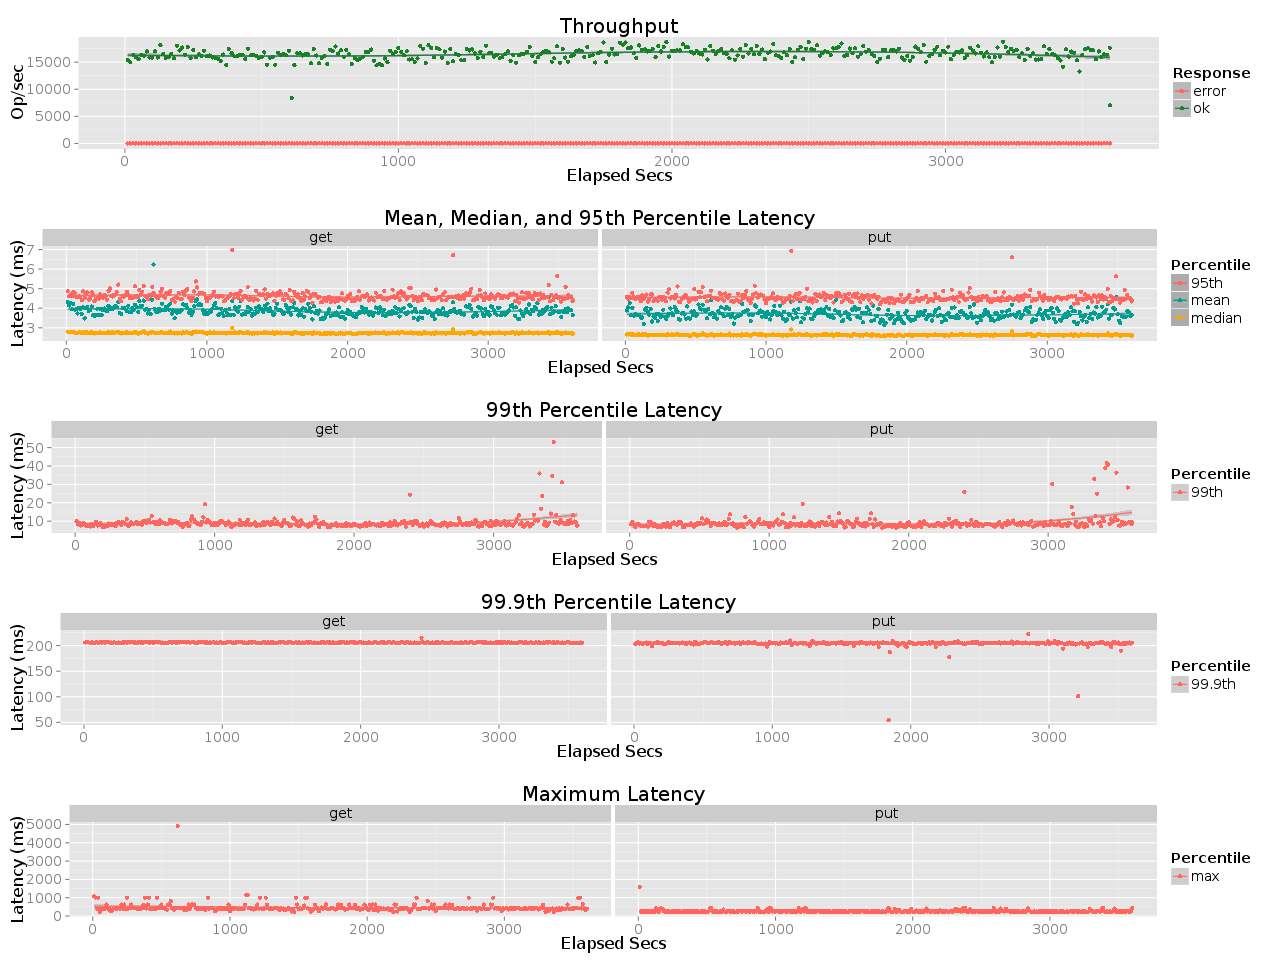 Throughput
Op/sec
15000
10000
5000
0
0 1000 2000 3000
Elapsed Secs
Response
error
ok
Mean, Median, and 95th Percentile Latency
get put
Latency (ms)
7
6
5
4
3
0 1000 2000 3000 0 1000 2000 3000
Elapsed Secs
Percentile
95th
mean
median
99th Percentile Latency
get put
Latency (ms)
50
40
30
20
10
0 1000 2000 3000 0 1000 2000 3000
Elapsed Secs
Percentile
99th
99.9th Percentile Latency
get put
Latency (ms)
200
150
100
50
0 1000 2000 3000 0 1000 2000 3000
Elapsed Secs
Percentile
99.9th
Maximum Latency
get put
Latency (ms)
5000
4000
3000
2000
1000
0
0 1000 2000 3000 0 1000 2000 3000
Elapsed Secs
Percentile
max